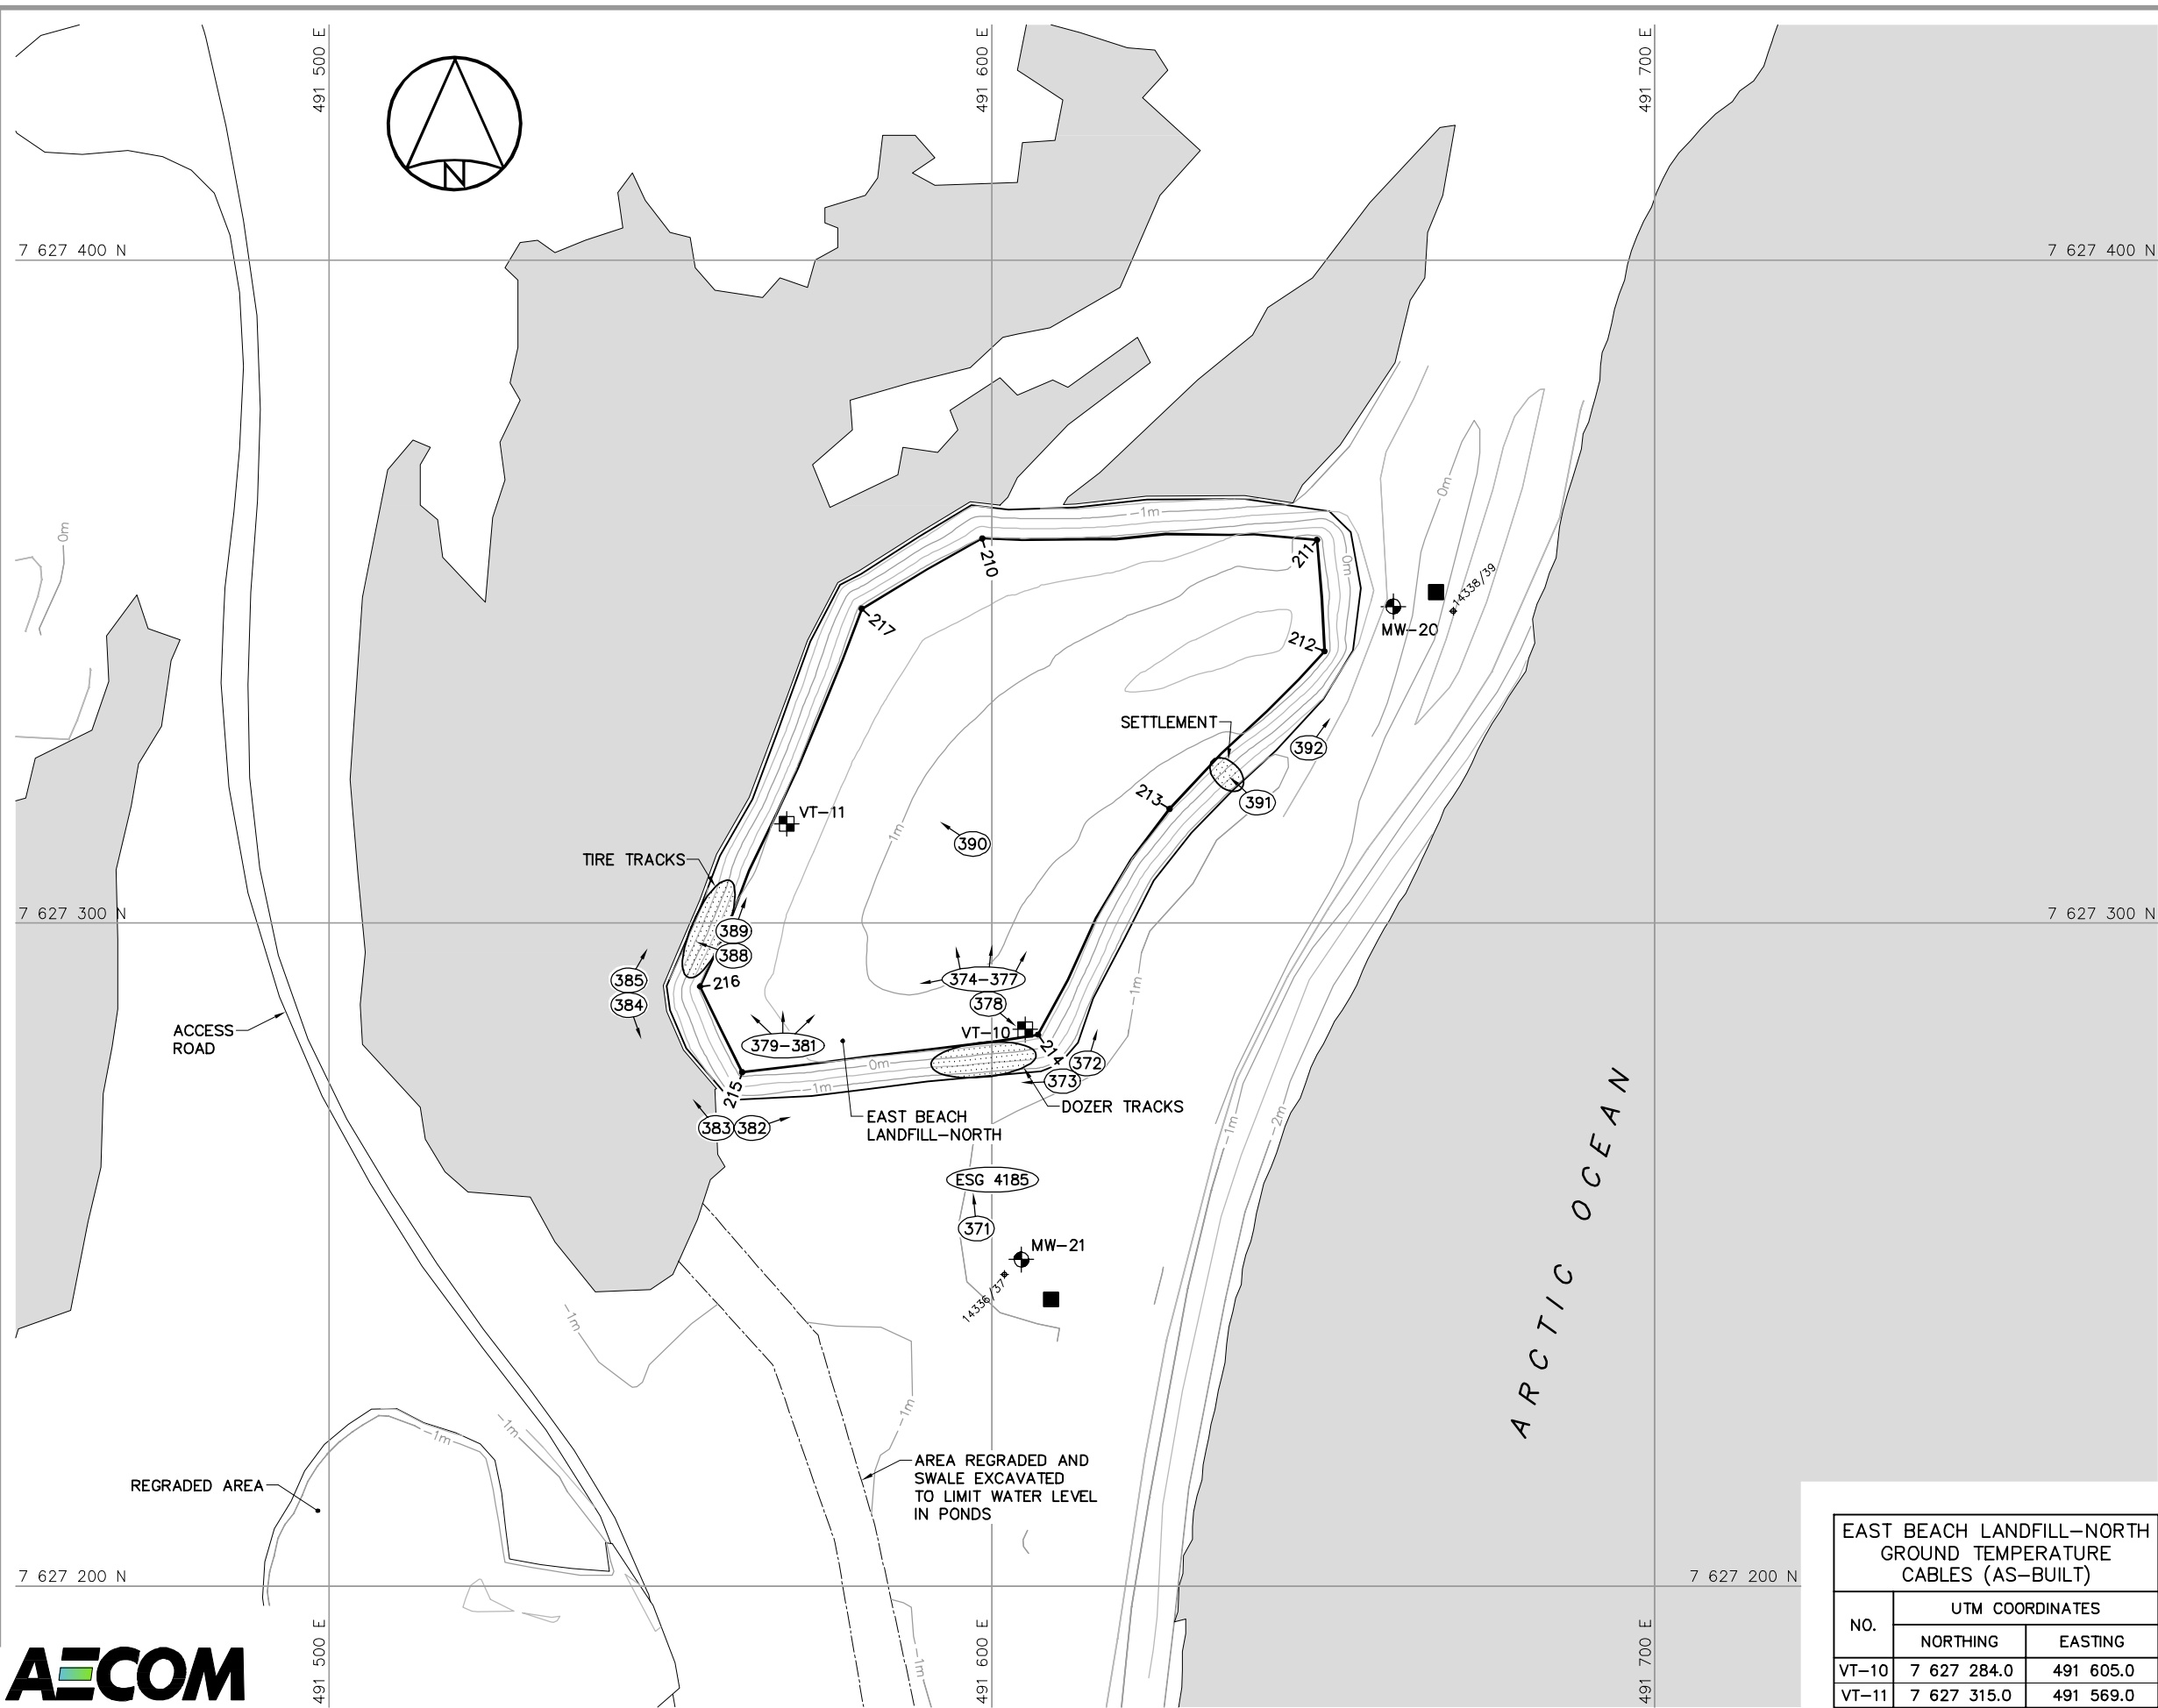 491 500 E
491 600 E
491 700 E
N
7 627 400 N
7 627 400 N
0m
0m
-1m
210
211
0m
14338/39
217
MW-20
212
SETTLEMENT
392
213
391
VT-11
-1m
390
TIRE TRACKS
7 627 300 N
7 627 300 N
389
388
385
374-377
216
384
378
-1m
ACCESS
ROAD
VT-10
379-381
214
372
0m
373
-1m
215
DOZER TRACKS
EAST BEACH
LANDFILL-NORTH
383
382
-1m
-2m
ESG 4185
371
MW-21
14336/37
ARCTIC OCEAN
-1m
-1m
-1m
-1m
AREA REGRADED AND
SWALE EXCAVATED
TO LIMIT WATER LEVEL
IN PONDS
REGRADED AREA
7 627 200 N
7 627 200 N
-1m
491 500 E
491 600 E
491 700 E
AECOM
EAST BEACH LANDFILL-NORTH
GROUND TEMPERATURE
CABLES (AS-BUILT)
NO.
UTM COORDINATES
NORTHING EASTING
VT-10 7 627 284.0 491 605.0
VT-11 7 627 315.0 491 569.0